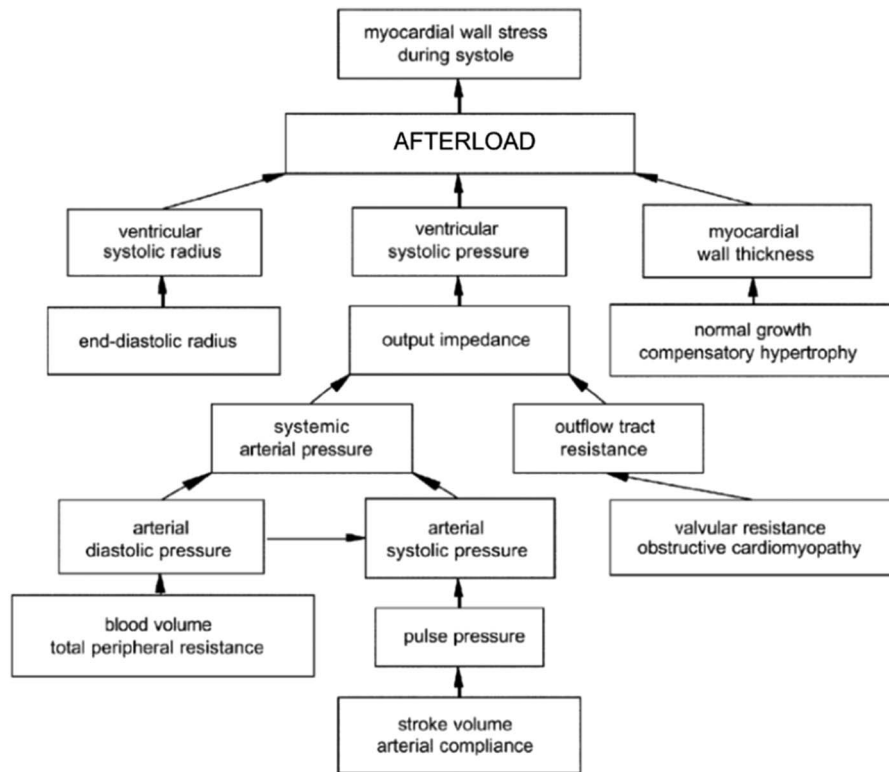 myocardial wall stress
during systole
AFTERLOAD
ventricular
systolic radius
ventricular
systolic pressure
myocardial
wall thickness
end-diastolic radius
output impedance
normal growth
compensatory hypertrophy
systemic
arterial pressure
outflow tract
resistance
arterial
diastolic pressure
arterial
systolic pressure
valvular resistance
obstructive cardiomyopathy
blood volume
total peripheral resistance
pulse pressure
stroke volume
arterial compliance